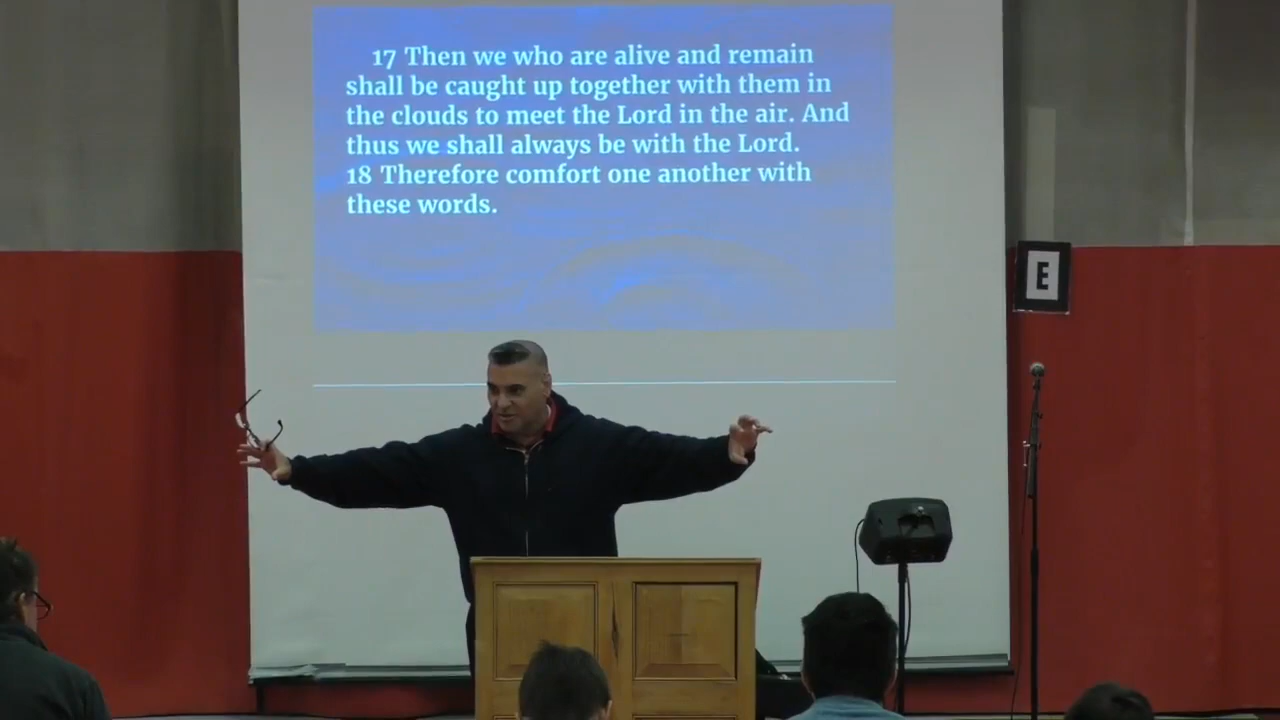 17 Then we who are alive and remain
shall be caught up together with them in
the clouds to meet the Lord in the air. And
thus we shall always be with the Lord.
18 Therefore comfort one another with
these words.
E